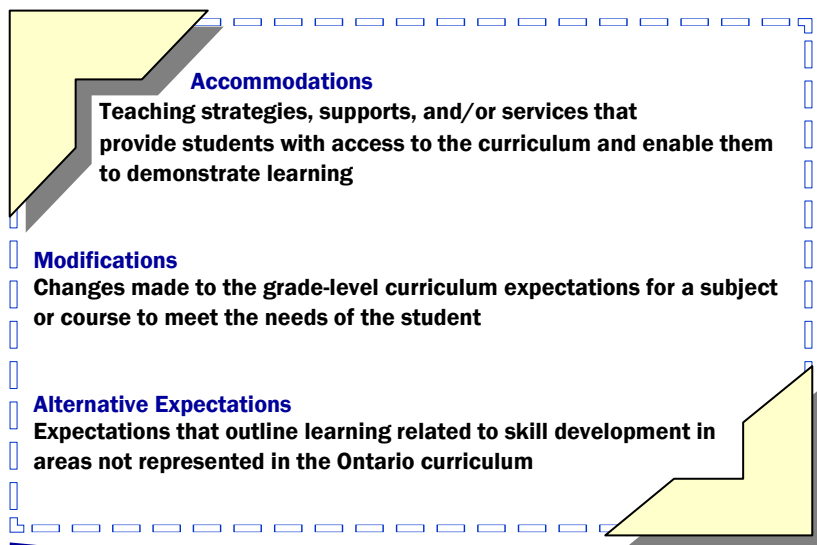 Accommodations
Teaching strategies, supports, and/or services that
provide students with access to the curriculum and enable them
to demonstrate learning
Modifications
Changes made to the grade-level curriculum expectations for a subject
or course to meet the needs of the student
Alternative Expectations
Expectations that outline learning related to skill development in
areas not represented in the Ontario curriculum